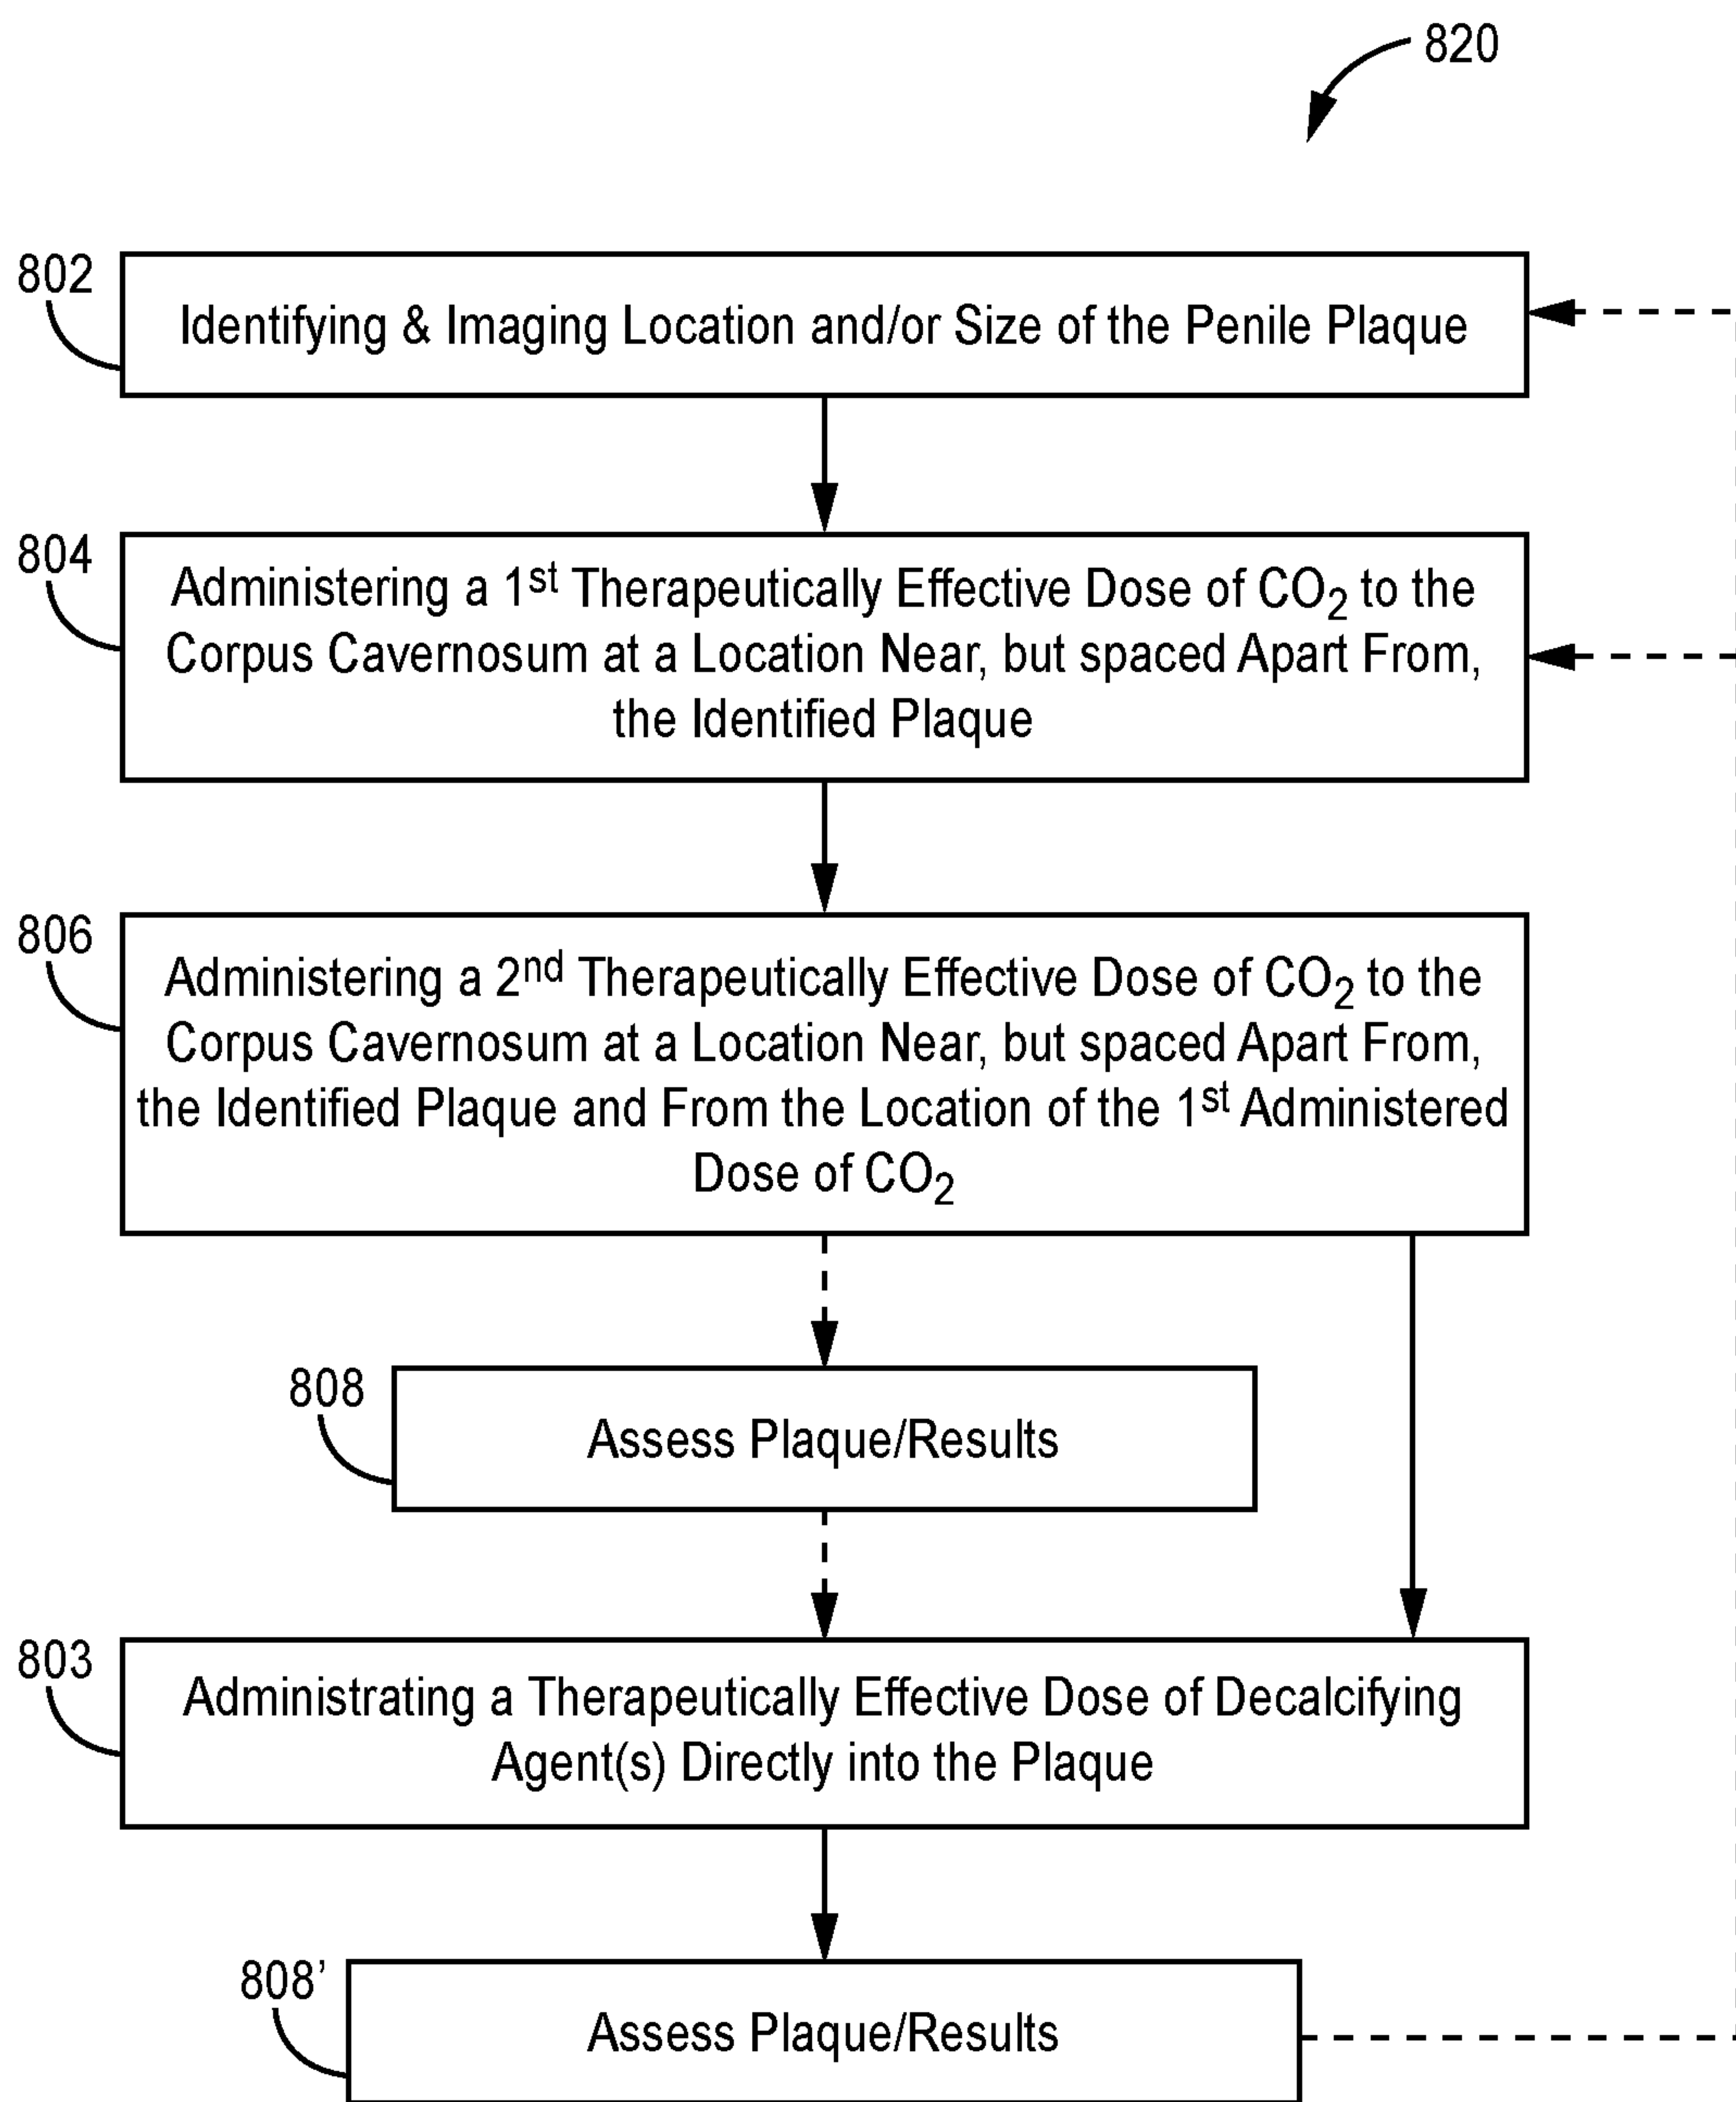 820
802
Identifying & Imaging Location and/or Size of the Penile Plaque
804
Administering a 1st Therapeutically Effective Dose of CO2 to the
Corpus Cavernosum at a Location Near, but spaced Apart From,
the Identified Plaque
806
Administering a 2nd Therapeutically Effective Dose of CO2 to the
Corpus Cavernosum at a Location Near, but spaced Apart From,
the Identified Plaque and From the Location of the 1st Administered
Dose of CO2
808
Assess Plaque/Results
803
Administrating a Therapeutically Effective Dose of Decalcifying
Agent(s) Directly into the Plaque
808’
Assess Plaque/Results